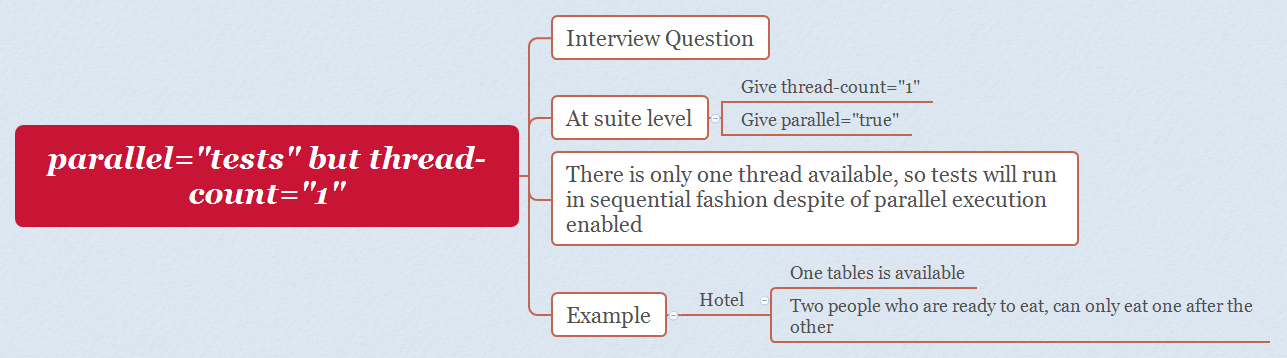 parallel="tests" but thread-
count="1"
Interview Question
At suite level
Give thread-count="1"
Give parallel="true"
There is only one thread available, so tests will run
in sequential fashion despite of parallel execution
enabled
Example
Hotel
One tables is available
Two people who are ready to eat, can only eat one after the
other